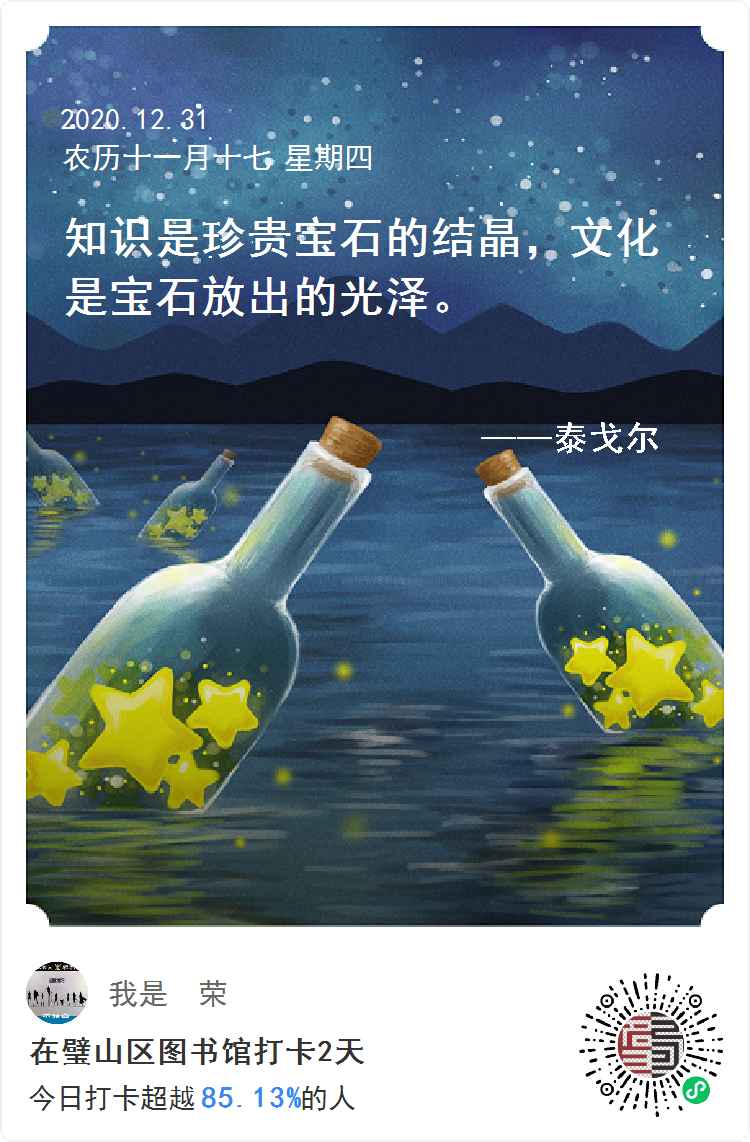 2020.12.31
农历十一月十七 星期四
知识是珍贵宝石的结晶，文化
是宝石放出的光泽。
——泰戈尔
我是 荣
在璧山区图书馆打卡2天
今日打卡超越85.13%的人